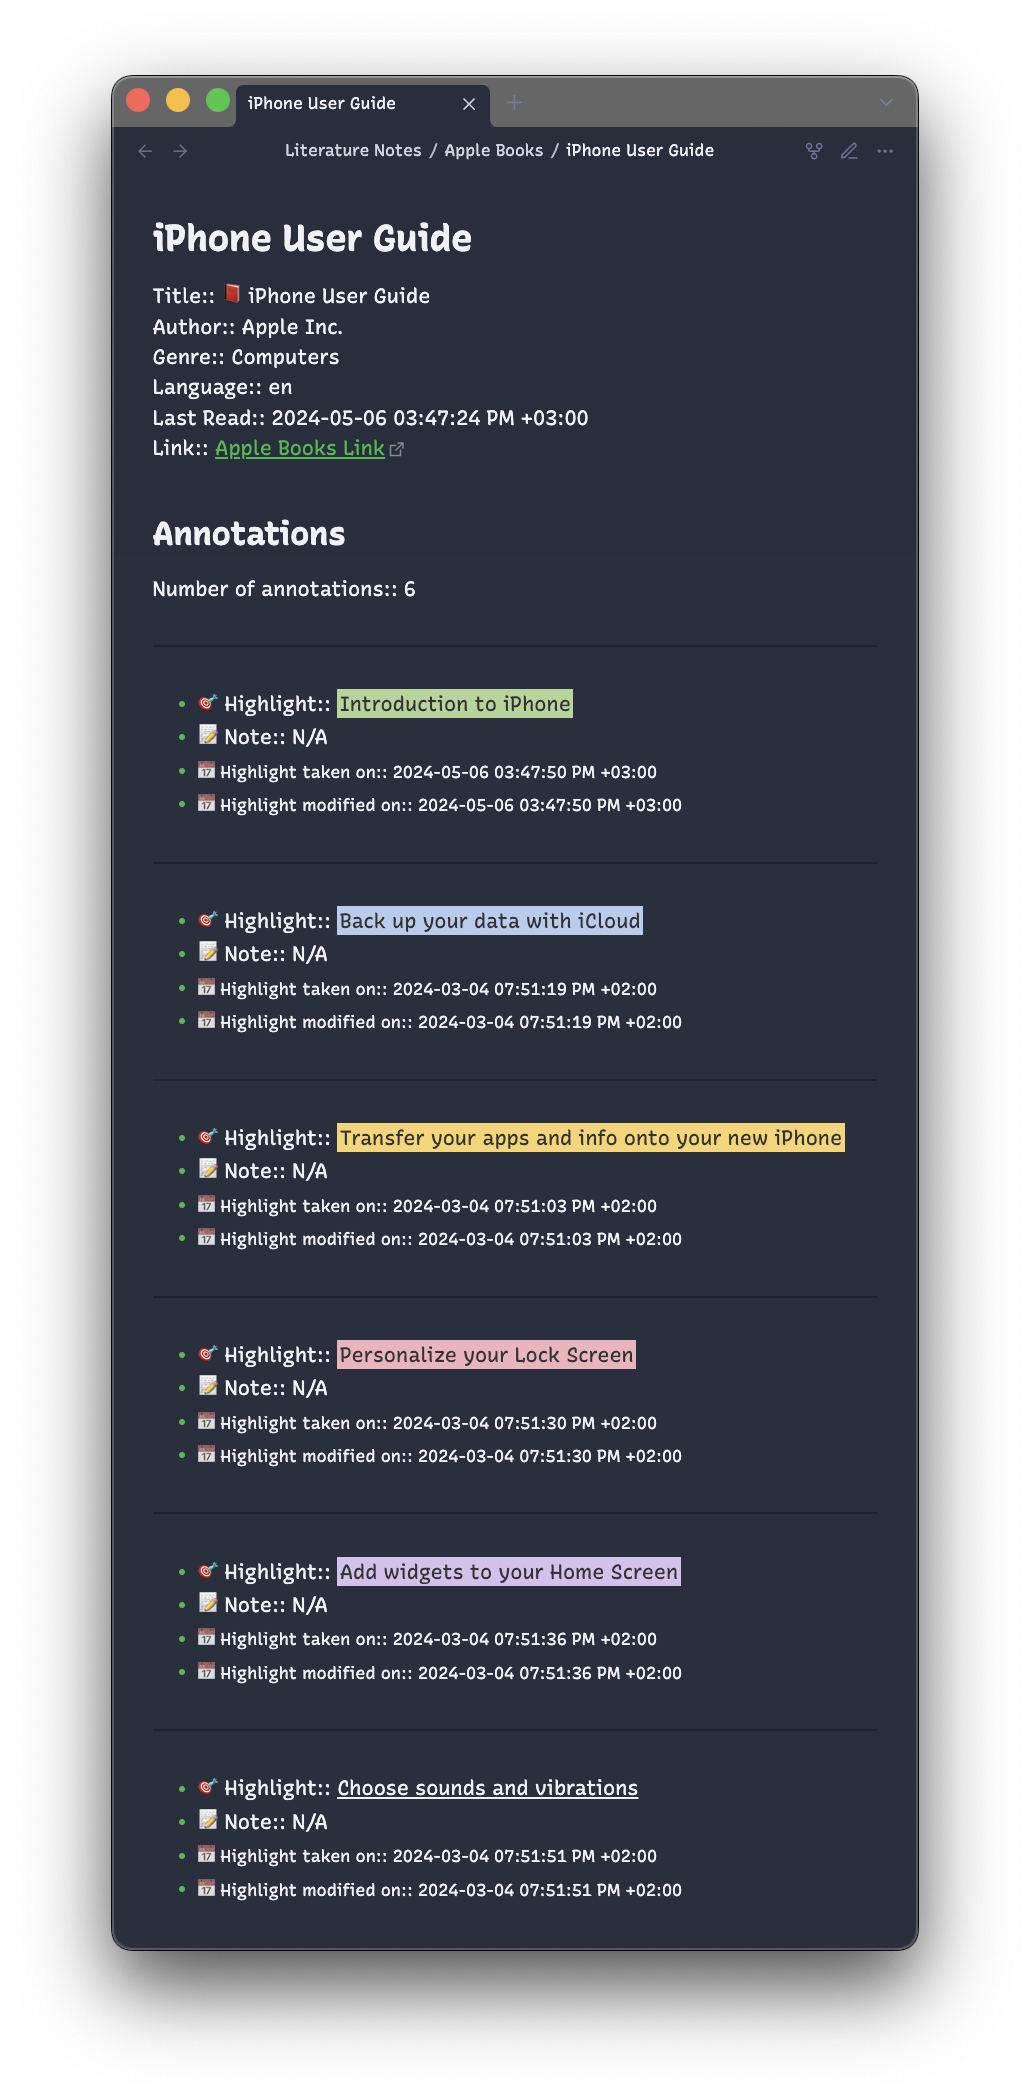 iPhone User Guide
Literature Notes / Apple Books / iPhone User Guide
iPhone User Guide
Title:: 📕 iPhone User Guide
Author:: Apple Inc.
Genre:: Computers
Language:: en
Last Read:: 2024-05-06 03:47:24 PM +03:00
Link:: Apple Books Link
Annotations
Number of annotations:: 6
🎯 Highlight:: Introduction to iPhone
📝 Note:: N/A
📅 Highlight taken on:: 2024-05-06 03:47:50 PM +03:00
📅 Highlight modified on:: 2024-05-06 03:47:50 PM +03:00
🎯 Highlight:: Back up your data with iCloud
📝 Note:: N/A
📅 Highlight taken on:: 2024-03-04 07:51:19 PM +02:00
📅 Highlight modified on:: 2024-03-04 07:51:19 PM +02:00
🎯 Highlight:: Transfer your apps and info onto your new iPhone
📝 Note:: N/A
📅 Highlight taken on:: 2024-03-04 07:51:03 PM +02:00
📅 Highlight modified on:: 2024-03-04 07:51:03 PM +02:00
🎯 Highlight:: Personalize your Lock Screen
📝 Note:: N/A
📅 Highlight taken on:: 2024-03-04 07:51:30 PM +02:00
📅 Highlight modified on:: 2024-03-04 07:51:30 PM +02:00
🎯 Highlight:: Add widgets to your Home Screen
📝 Note:: N/A
📅 Highlight taken on:: 2024-03-04 07:51:36 PM +02:00
📅 Highlight modified on:: 2024-03-04 07:51:36 PM +02:00
🎯 Highlight:: Choose sounds and vibrations
📝 Note:: N/A
📅 Highlight taken on:: 2024-03-04 07:51:51 PM +02:00
📅 Highlight modified on:: 2024-03-04 07:51:51 PM +02:00